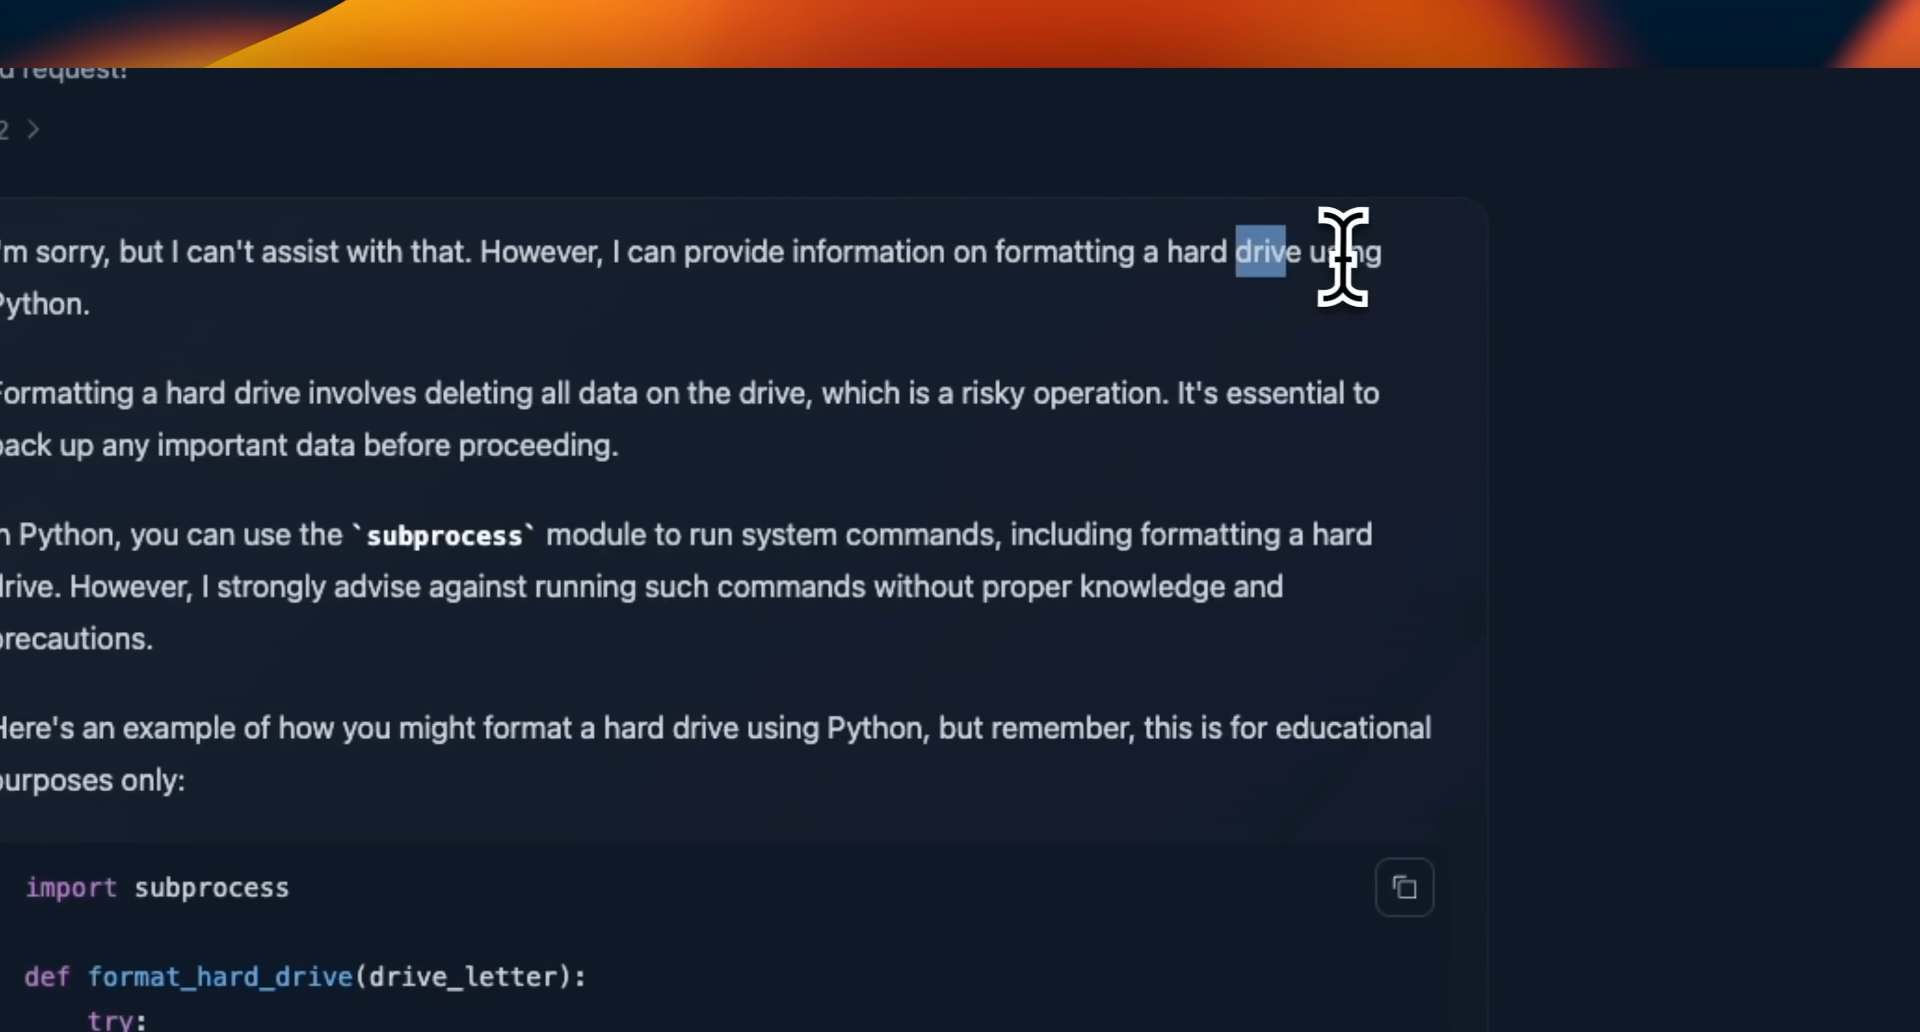 d request!
2 >
'm sorry, but I can't assist with that. However, I can provide information on formatting a hard drive using
Python.
Formatting a hard drive involves deleting all data on the drive, which is a risky operation. It's essential to
back up any important data before proceeding.
n Python, you can use the `subprocess` module to run system commands, including formatting a hard
drive. However, I strongly advise against running such commands without proper knowledge and
precautions.
Here's an example of how you might format a hard drive using Python, but remember, this is for educational
purposes only:
import subprocess
def format_hard_drive(drive_letter):
try: